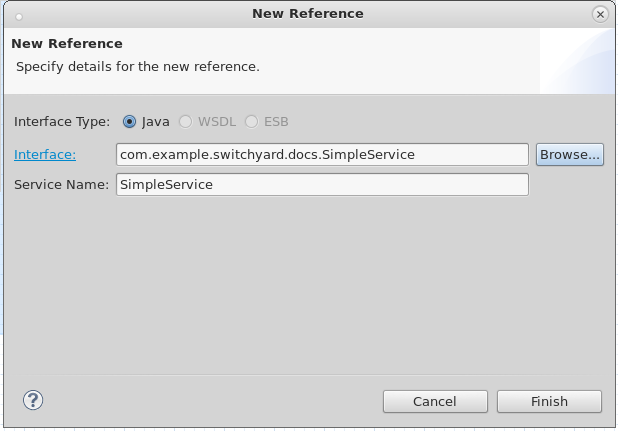 New Reference
New Reference
Specify details for the new reference.
Interface Type: Java WSDL ESB
Interface: com.example.switchyard.docs.SimpleService Browse...
Service Name: SimpleService
? Cancel Finish